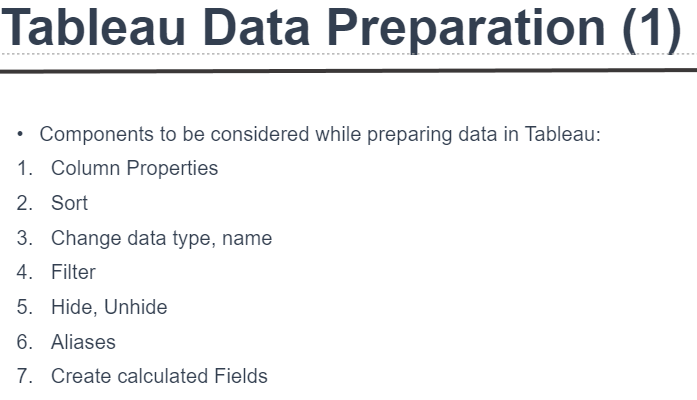 Tableau Data Preparation (1)
• Components to be considered while preparing data in Tableau:
1. Column Properties
2. Sort
3. Change data type, name
4. Filter
5. Hide, Unhide
6. Aliases
7. Create calculated Fields